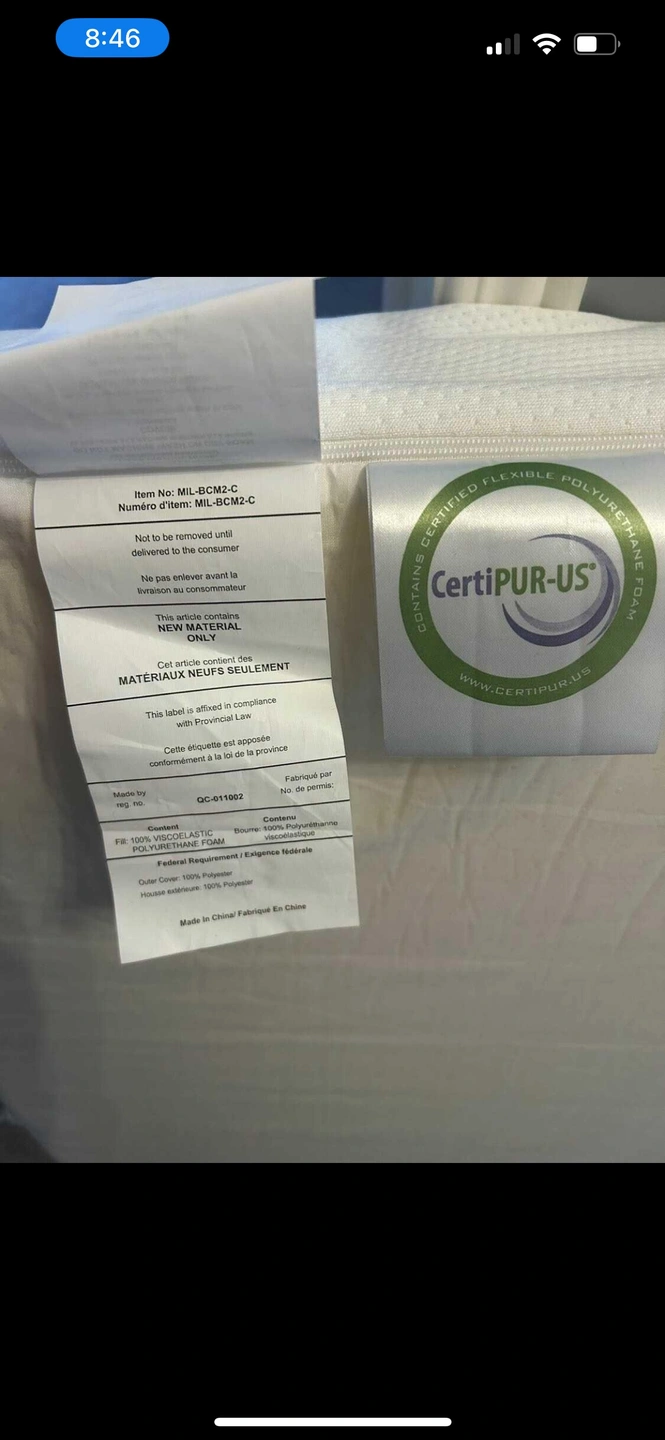 8:46
Item No: MIL-BCM2-C
Numéro d'item: MIL-BCM2-C
Not to be removed until
delivered to the consumer
Ne pas enlever avant la
livraison au consommateur
This article contains
NEW MATERIAL
ONLY
Cet article contient des
MATÉRIAUX NEUFS SEULEMENT
This label is affixed in compliance
with Provincial Law
Cette étiquette est apposée
conformément à la loi de la province
Made by
reg. no.
QC-011002
Fabriqué par
No. de permis:
Content
Fill: 100% VISCOELASTIC
POLYURETHANE FOAM
Contenu
Bourre: 100% Polyuréthanne
viscoélastique
Federal Requirement / Exigence fédérale
Outer Cover: 100% Polyester
Housse extérieure: 100% Polyester
Made In China/ Fabriqué En Chine
CONTAINS CERTIFIED FLEXIBLE POLYURETHANE FOAM
CertiPUR-US®
WWW.CERTIPUR.US